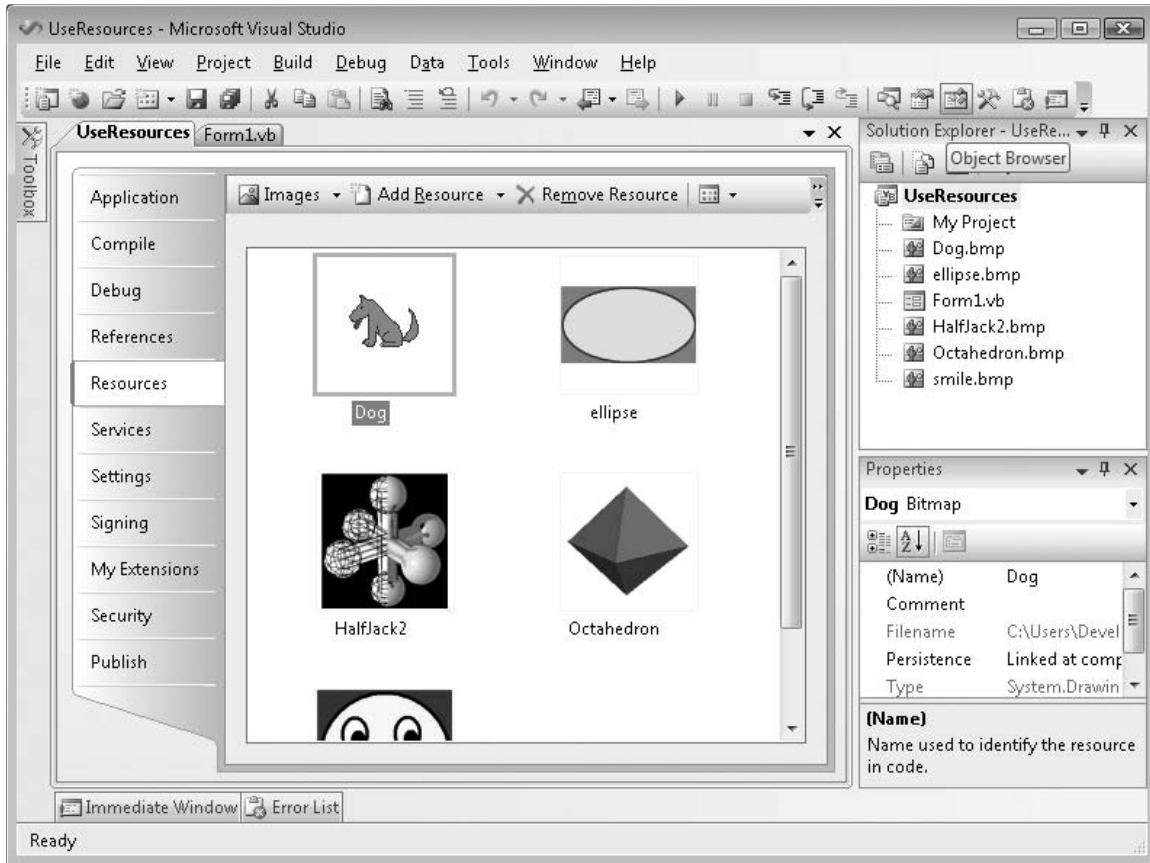 UseResources - Microsoft Visual Studio
File Edit View Project Build Debug Data Tools Window Help
Toolbox
UseResources Form1.vb
Application
Compile
Debug
References
Resources
Services
Settings
Signing
My Extensions
Security
Publish
Images Add Resource Remove Resource
Dog
ellipse
HalfJack2
Octahedron
Solution Explorer - UseRe...
Object Browser
UseResources
My Project
Dog.bmp
ellipse.bmp
Form1.vb
HalfJack2.bmp
Octahedron.bmp
smile.bmp
Properties
Dog Bitmap
(Name) Dog
Comment
Filename C:\Users\Devel
Persistence Linked at comp
Type System.Drawin
(Name)
Name used to identify the resource
in code.
Immediate Window Error List
Ready